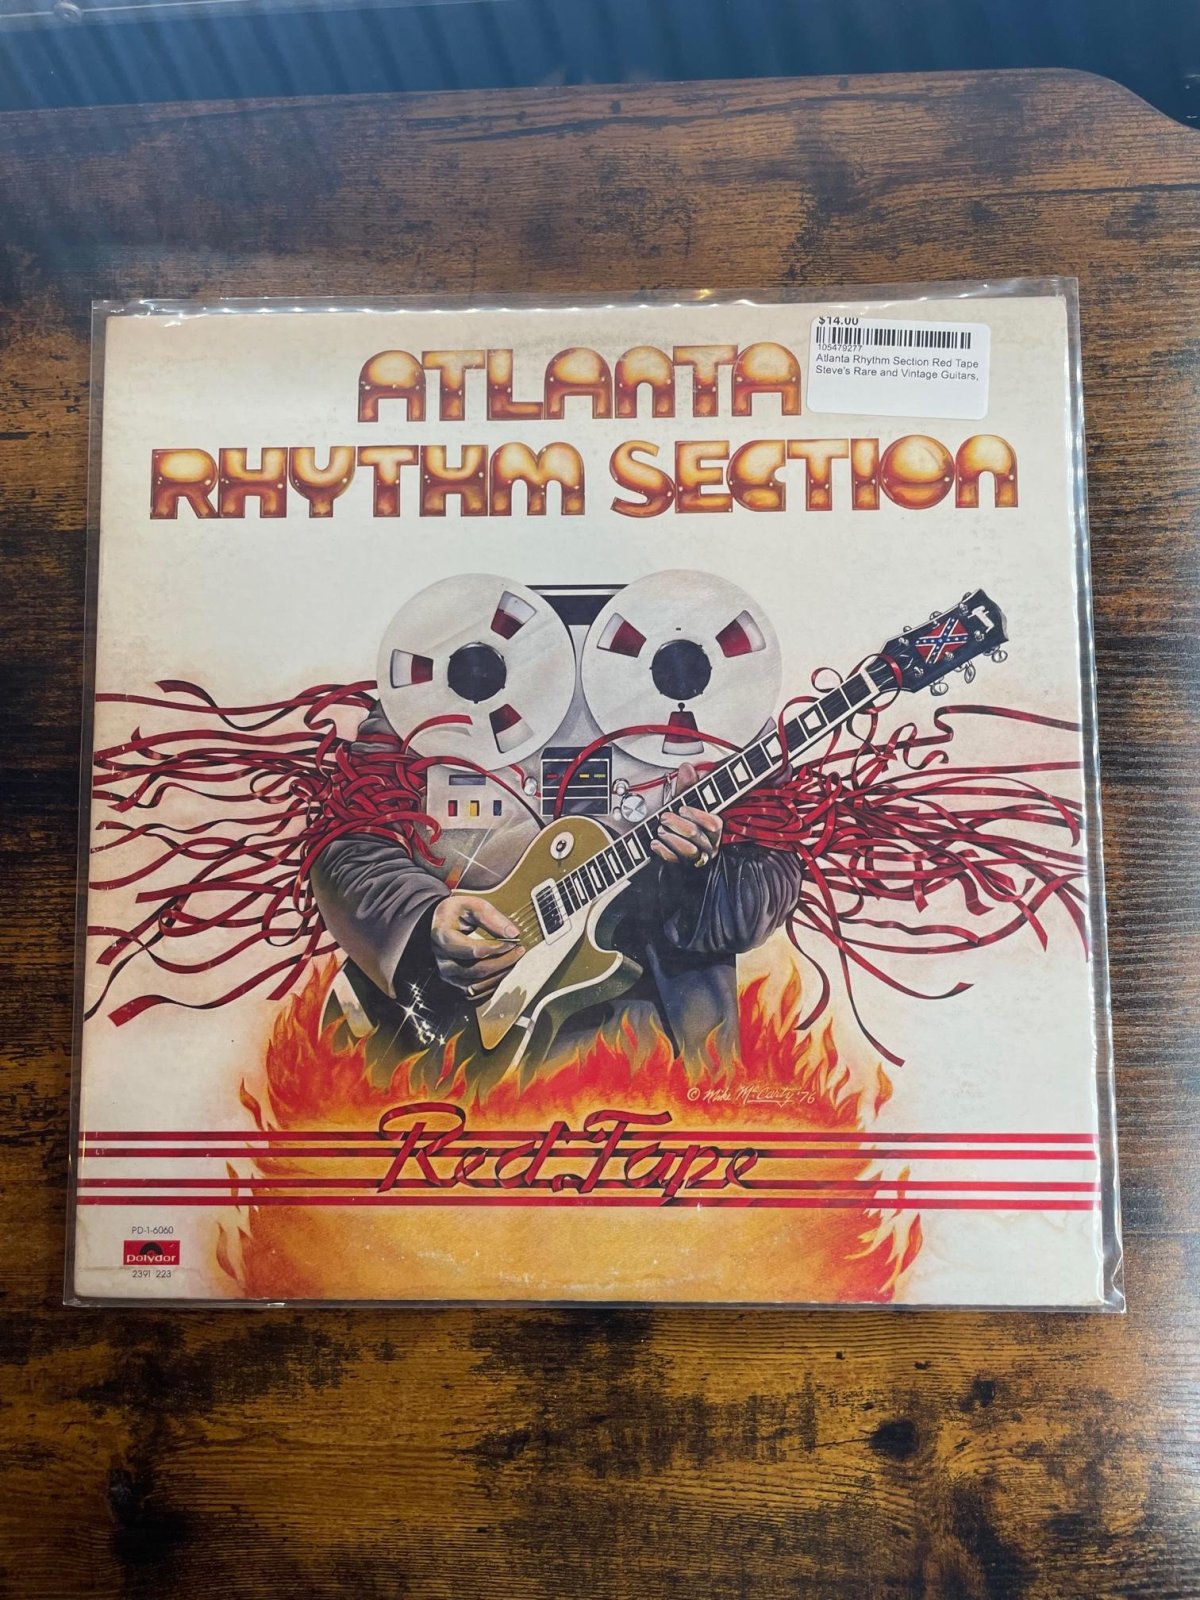 $14.00
105479277
Atlanta Rhythm Section Red Tape
Steve's Rare and Vintage Guitars,
ATLANTA
RHYTHM SECTION
© Mike McCarty '76
Red Tape
PD-1-6060
polydor
2391 223